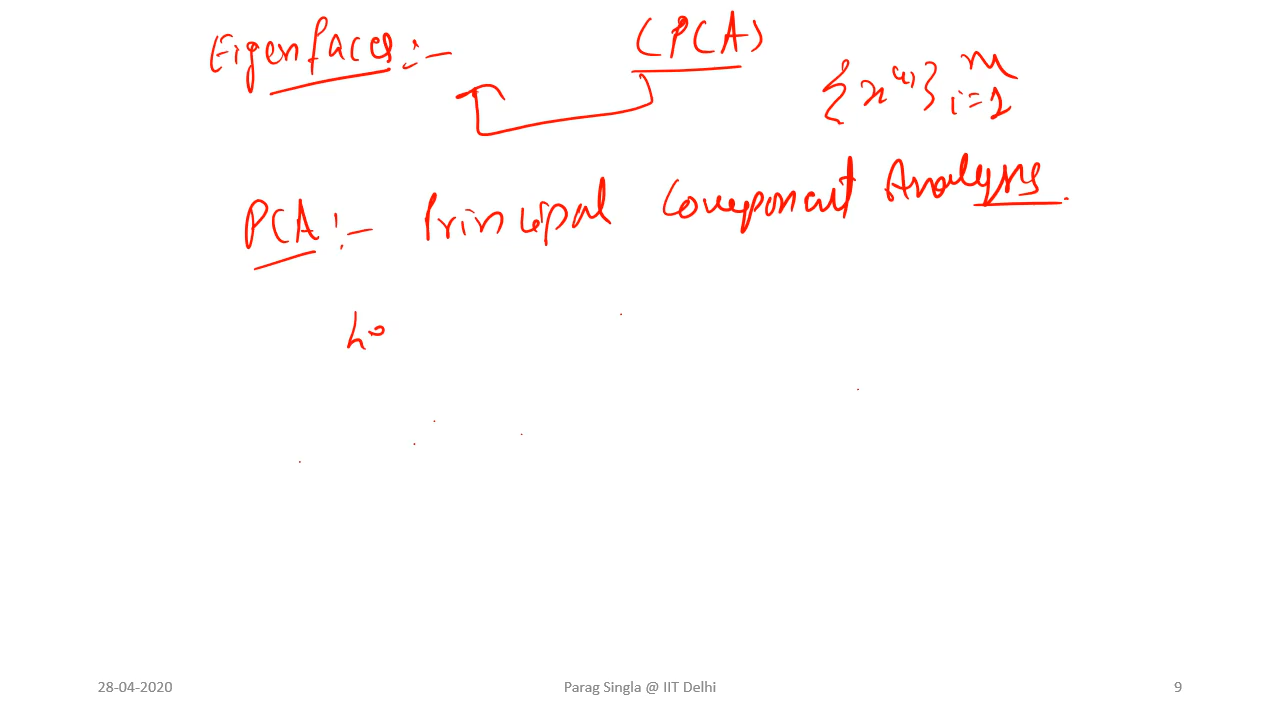 Eigenfaces :- (PCA)
{x^(i)}_{i=1}^m
PCA :- Principal Component Analysis.
28-04-2020 Parag Singla @ IIT Delhi 9